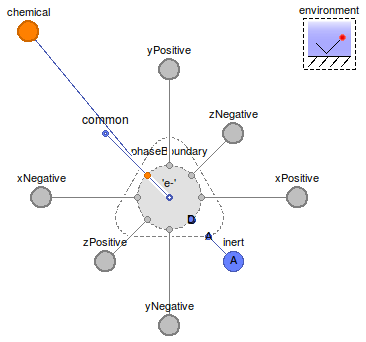 chemical
environment
yPositive
zNegative
common
phaseBoundary
'e-'
xNegative
xPositive
D
A
zPositive
inert
A
yNegative